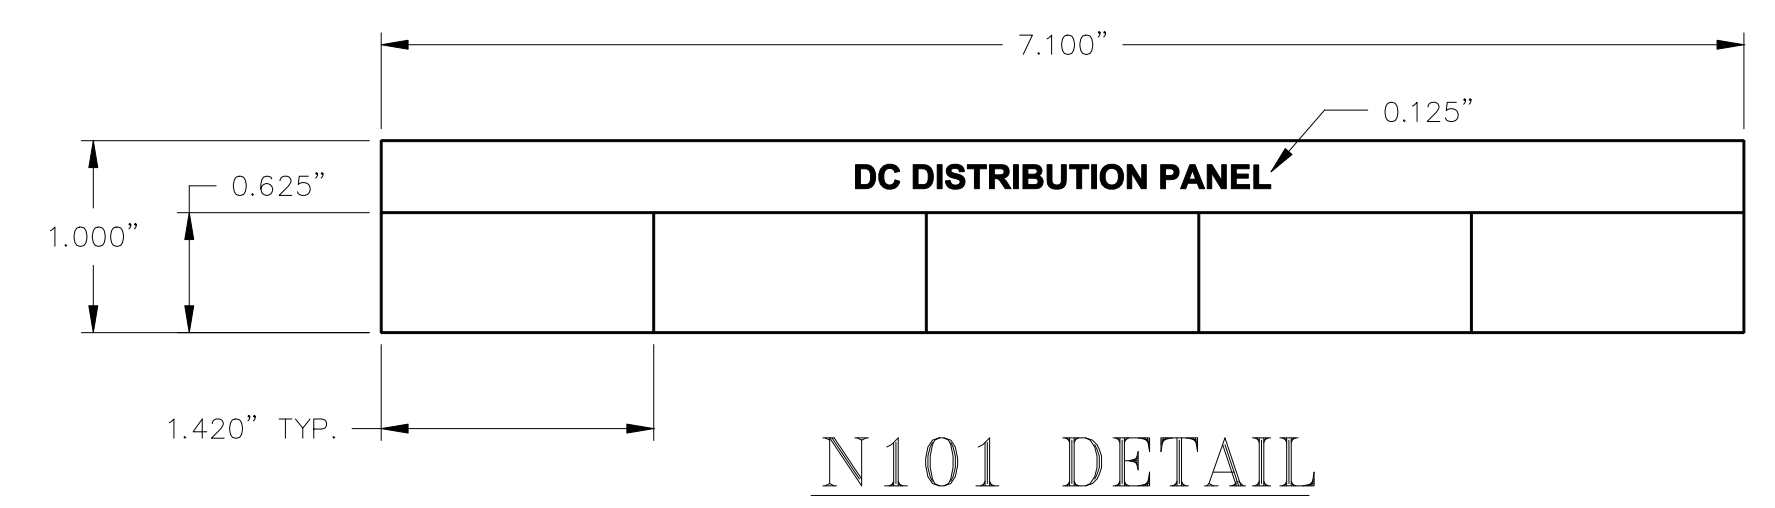 7.100”
0.125”
DC DISTRIBUTION PANEL
0.625”
1.000”
1.420” TYP.
N101 DETAIL